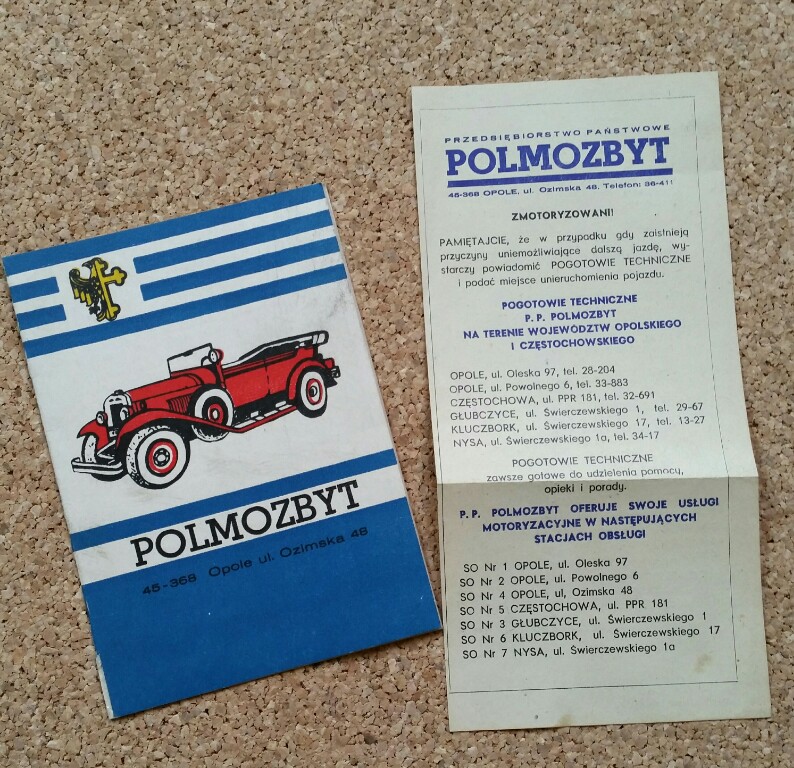 POLMOZBYT
45-368 Opole ul. Ozimska 48
PRZEDSIĘBIORSTWO PAŃSTWOWE
POLMOZBYT
45-368 OPOLE, ul. Ozimska 48, Telefon: 36-411
ZMOTORYZOWANI!
PAMIĘTAJCIE, że w przypadku gdy zaistnieją
przyczyny uniemożliwiające dalszą jazdę, wy-
starczy powiadomić POGOTOWIE TECHNICZNE
i podać miejsce unieruchomienia pojazdu.
POGOTOWIE TECHNICZNE
P. P. POLMOZBYT
NA TERENIE WOJEWÓDZTW OPOLSKIEGO
I CZĘSTOCHOWSKIEGO
OPOLE, ul. Oleska 97, tel. 28-204
OPOLE, ul. Powolnego 6, tel. 33-883
CZĘSTOCHOWA, ul. PPR 181, tel. 32-691
GŁUBCZYCE, ul. Świerczewskiego 1, tel. 29-67
KLUCZBORK, ul. Świerczewskiego 17, tel. 13-27
NYSA, ul. Świerczewskiego 1a, tel. 34-17
POGOTOWIE TECHNICZNE
zawsze gotowe do udzielenia pomocy,
opieki i porady.
P. P. POLMOZBYT OFERUJE SWOJE USŁUGI
MOTORYZACYJNE W NASTĘPUJĄCYCH
STACJACH OBSŁUGI
SO Nr 1 OPOLE, ul. Oleska 97
SO Nr 2 OPOLE, ul. Powolnego 6
SO Nr 4 OPOLE, ul, Ozimska 48
SO Nr 5 CZĘSTOCHOWA, ul. PPR 181
SO Nr 3 GŁUBCZYCE, ul. Świerczewskiego 1
SO Nr 6 KLUCZBORK, ul. Świerczewskiego 17
SO Nr 7 NYSA, ul. Świerczewskiego 1a